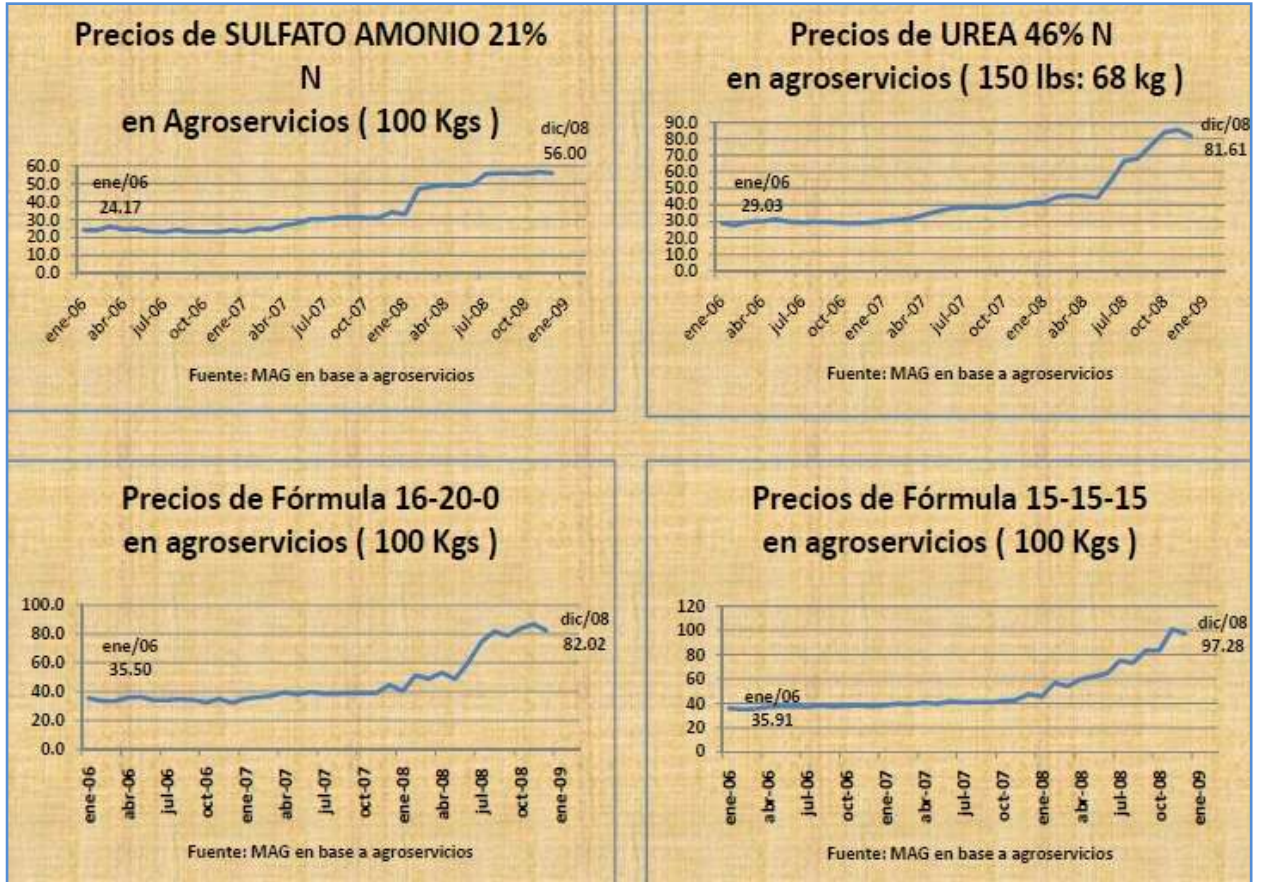 Precios de SULFATO AMONIO 21%
N
en Agroservicios ( 100 Kgs )
dic/08
56.00
60.0
50.0
40.0
30.0
20.0
10.0
0.0
ene/06
24.17
ene-06
abr-06
jul-06
oct-06
ene-07
abr-07
jul-07
oct-07
ene-08
abr-08
jul-08
oct-08
ene-09
Fuente: MAG en base a agroservicios
Precios de UREA 46% N
en agroservicios ( 150 lbs: 68 kg )
90.0
80.0
70.0
60.0
50.0
40.0
30.0
20.0
10.0
0.0
dic/08
81.61
ene/06
29.03
ene-06
abr-06
jul-06
oct-06
ene-07
abr-07
jul-07
oct-07
ene-08
abr-08
jul-08
oct-08
ene-09
Fuente: MAG en base a agroservicios
Precios de Fórmula 16-20-0
en agroservicios ( 100 Kgs )
100.0
80.0
60.0
40.0
20.0
0.0
ene/06
35.50
dic/08
82.02
ene-06
abr-06
jul-06
oct-06
ene-07
abr-07
jul-07
oct-07
ene-08
abr-08
jul-08
oct-08
ene-09
Fuente: MAG en base a agroservicios
Precios de Fórmula 15-15-15
en agroservicios ( 100 Kgs )
120
100
80
60
40
20
0
dic/08
97.28
ene/06
35.91
ene-06
abr-06
jul-06
oct-06
ene-07
abr-07
jul-07
oct-07
ene-08
abr-08
jul-08
oct-08
ene-09
Fuente: MAG en base a agroservicios